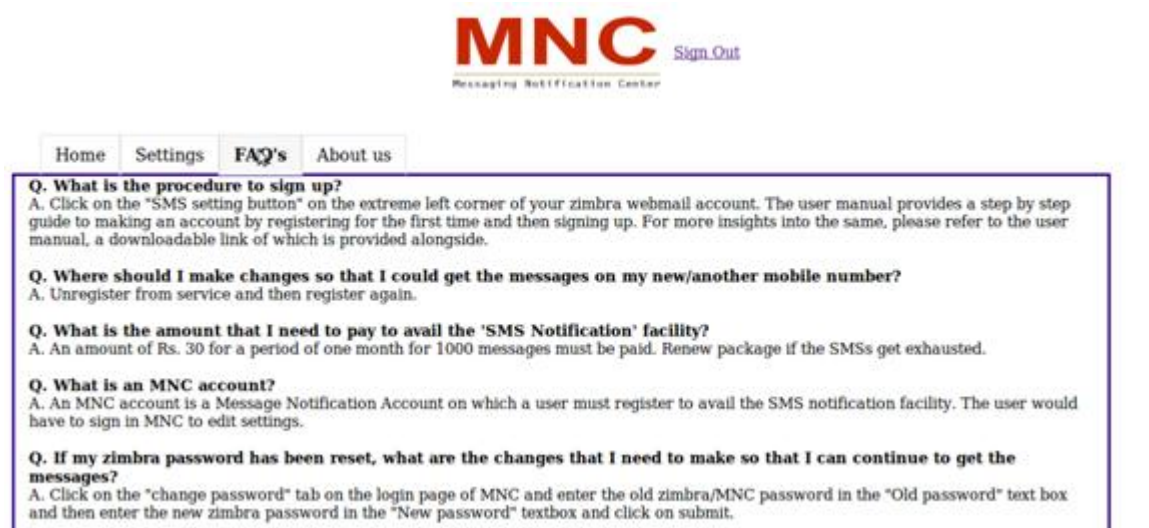 MNC
Sign Out
Messaging Notification Center
Home Settings FAQ's About us
Q. What is the procedure to sign up?
A. Click on the "SMS setting button" on the extreme left corner of your zimbra webmail account. The user manual provides a step by step
guide to making an account by registering for the first time and then signing up. For more insights into the same, please refer to the user
manual, a downloadable link of which is provided alongside.
Q. Where should I make changes so that I could get the messages on my new/another mobile number?
A. Unregister from service and then register again.
Q. What is the amount that I need to pay to avail the 'SMS Notification' facility?
A. An amount of Rs. 30 for a period of one month for 1000 messages must be paid. Renew package if the SMSs get exhausted.
Q. What is an MNC account?
A. An MNC account is a Message Notification Account on which a user must register to avail the SMS notification facility. The user would
have to sign in MNC to edit settings.
Q. If my zimbra password has been reset, what are the changes that I need to make so that I can continue to get the
messages?
A. Click on the "change password" tab on the login page of MNC and enter the old zimbra/MNC password in the "Old password" text box
and then enter the new zimbra password in the "New password" textbox and click on submit.